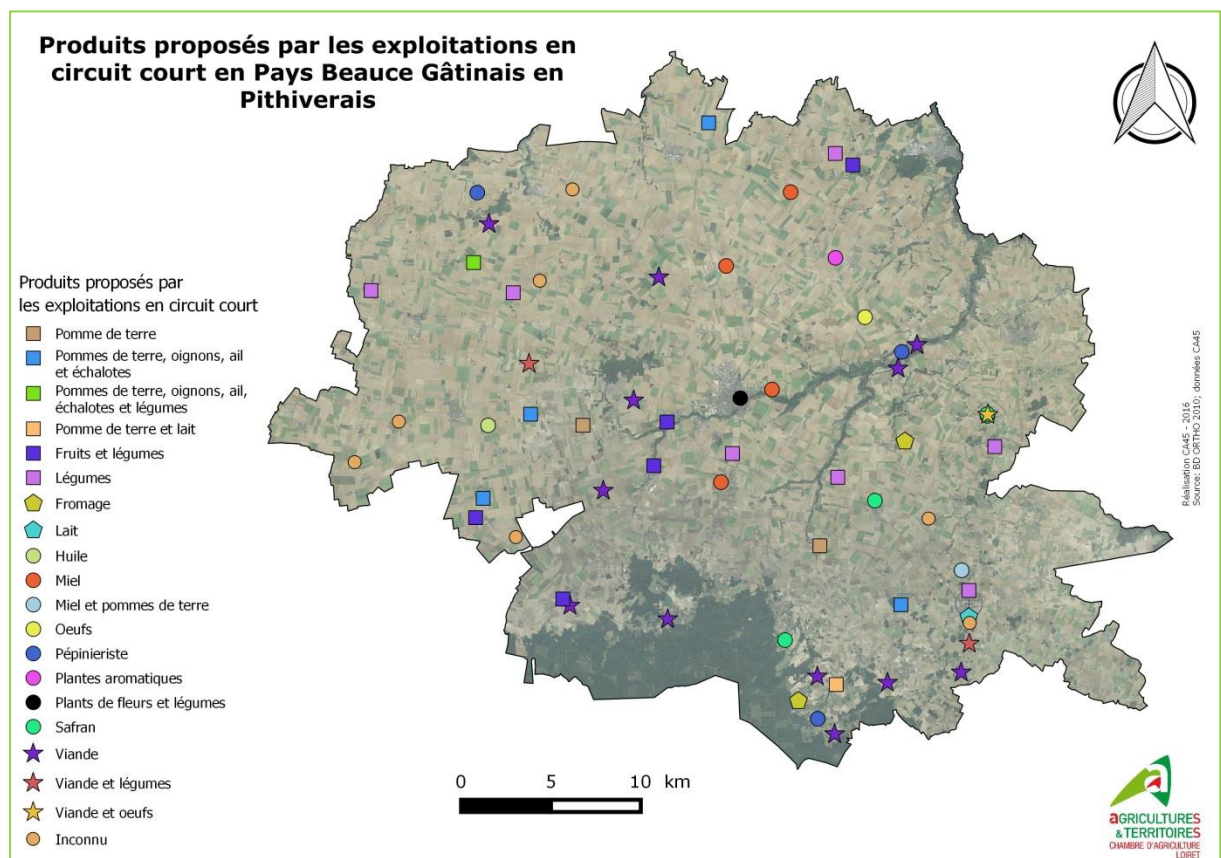 Produits proposés par les exploitations en
circuit court en Pays Beauce Gâtinais en
Pithiverais
Produits proposés par
les exploitations en circuit court
Pomme de terre
Pommes de terre, oignons, ail
et échalotes
Pommes de terre, oignons, ail,
échalotes et légumes
Pomme de terre et lait
Fruits et légumes
Légumes
Fromage
Lait
Huile
Miel
Miel et pommes de terre
Oeufs
Pépinieriste
Plantes aromatiques
Plants de fleurs et légumes
Safran
Viande
Viande et légumes
Viande et oeufs
Inconnu
0 5 10 km
Réalisation CA45 - 2016
Source: BD ORTHO 2010; données CA45
aGRICULTURES
& TERRITOIRES
CHAMBRE D'AGRICULTURE
LOIRET